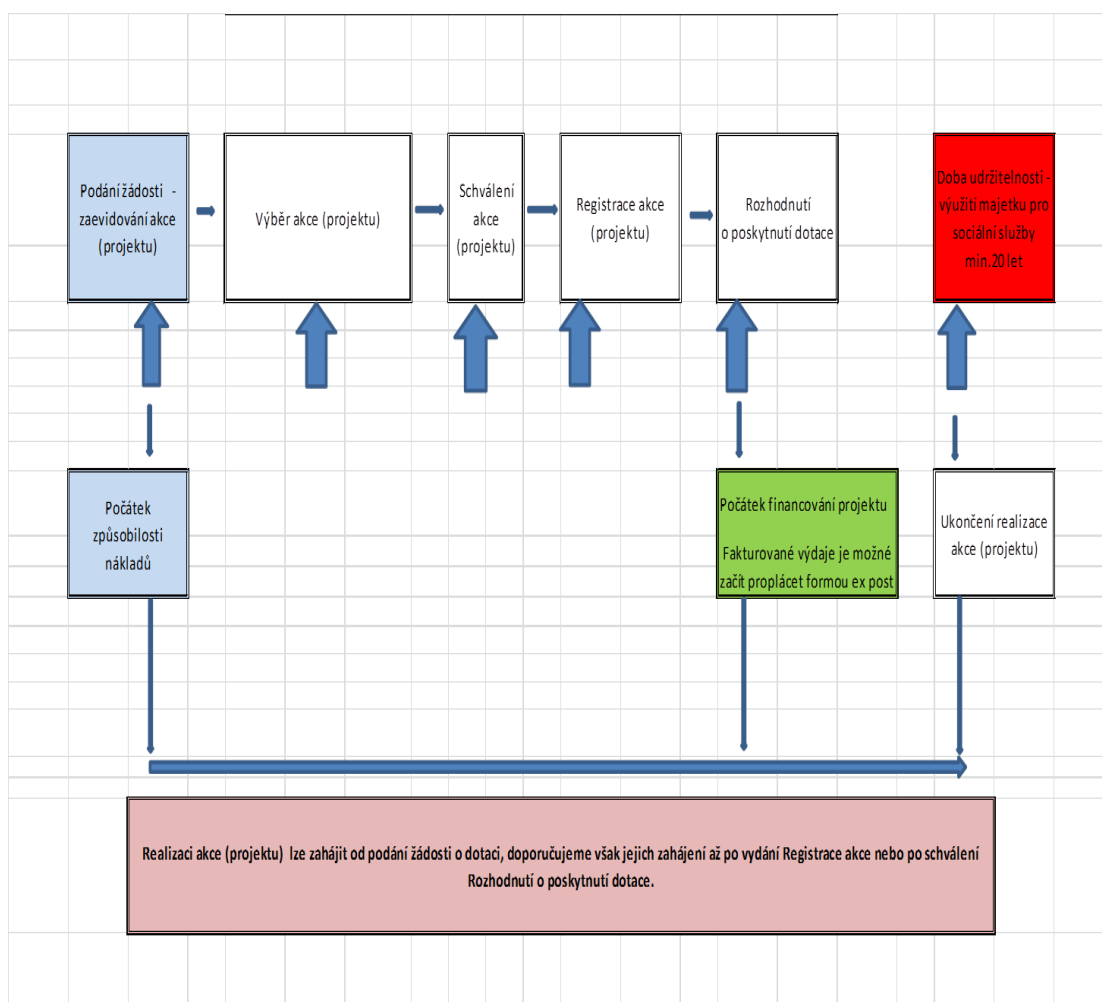 Podání žádosti -
zaevidování akce
(projektu)
Výběr akce (projektu)
Schválení
akce
(projektu)
Registrace akce
(projektu)
Rozhodnutí
o poskytnutí dotace
Doba udržitelnosti -
využití majetku pro
sociální služby
min.20 let
Počátek
způsobilosti
nákladů
Počátek financování projektu
Fakturované výdaje je možné
začít proplácet formou ex post
Ukončení realizace
akce (projektu)
Realizaci akce (projektu) lze zahájit od podání žádosti o dotaci, doporučujeme však jejich zahájení až po vydání Registrace akce nebo po schválení
Rozhodnutí o poskytnutí dotace.